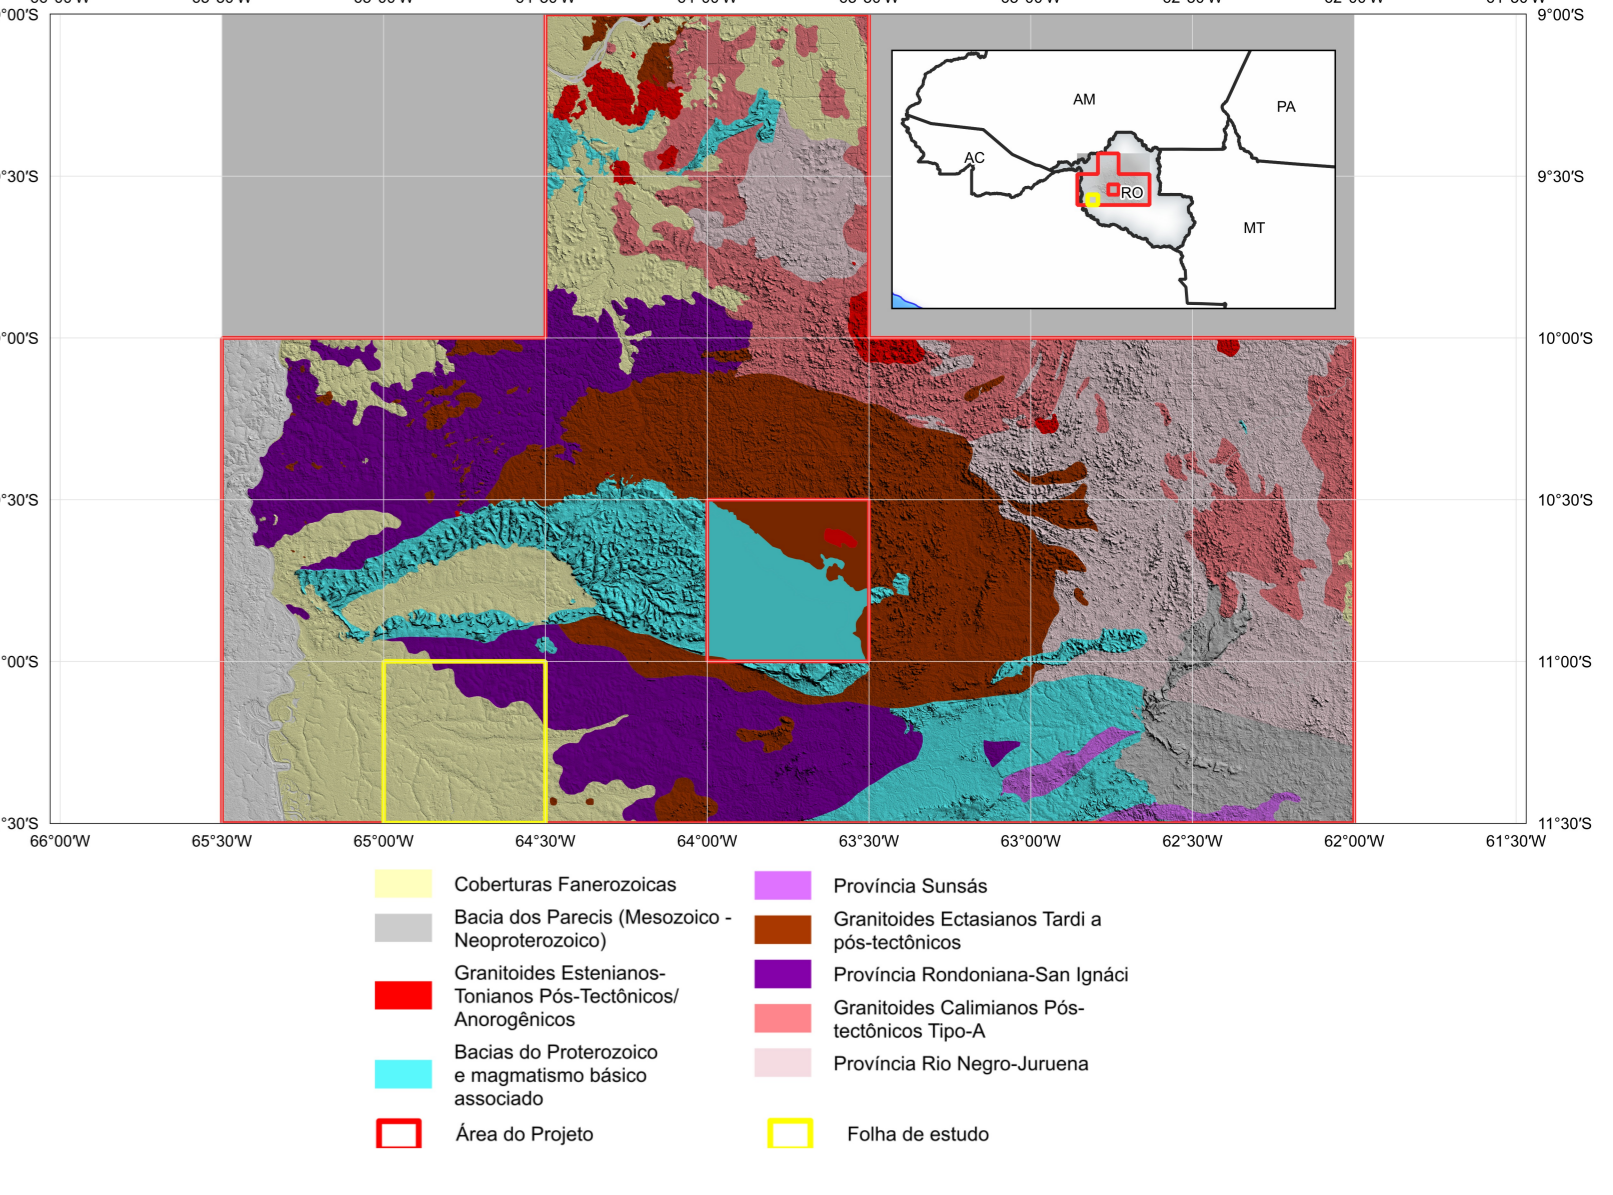 9°00'S
AM
PA
AC
RO
MT
9°30'S
10°00'S
10°30'S
11°00'S
11°30'S
66°00'W
65°30'W
65°00'W
64°30'W
64°00'W
63°30'W
63°00'W
62°30'W
62°00'W
61°30'W
Coberturas Fanerozoicas
Bacia dos Parecis (Mesozoico -
Neoproterozoico)
Granitoides Estenianos-
Tonianos Pós-Tectônicos/
Anorogênicos
Bacias do Proterozoico
e magmatismo básico
associado
Área do Projeto
Província Sunsás
Granitoides Ectasianos Tardi a
pós-tectônicos
Província Rondoniana-San Ignáci
Granitoides Calimianos Pós-
tectônicos Tipo-A
Província Rio Negro-Juruena
Folha de estudo